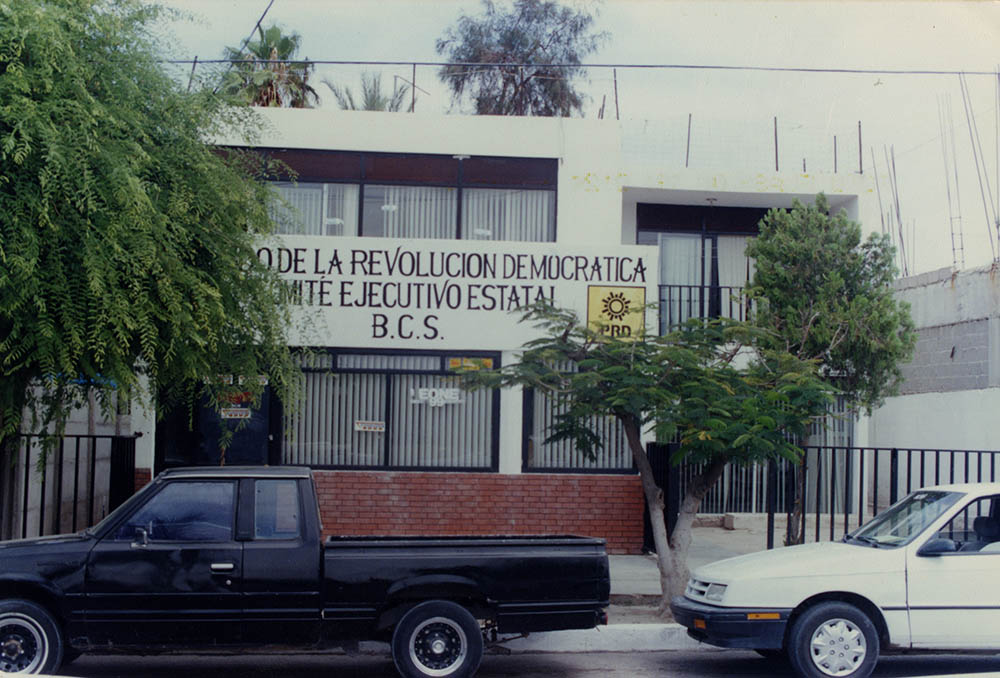 O DE LA REVOLUCION DEMOCRATICA
MITÉ EJECUTIVO ESTATAL
B.C.S.
PRD
LEONEL